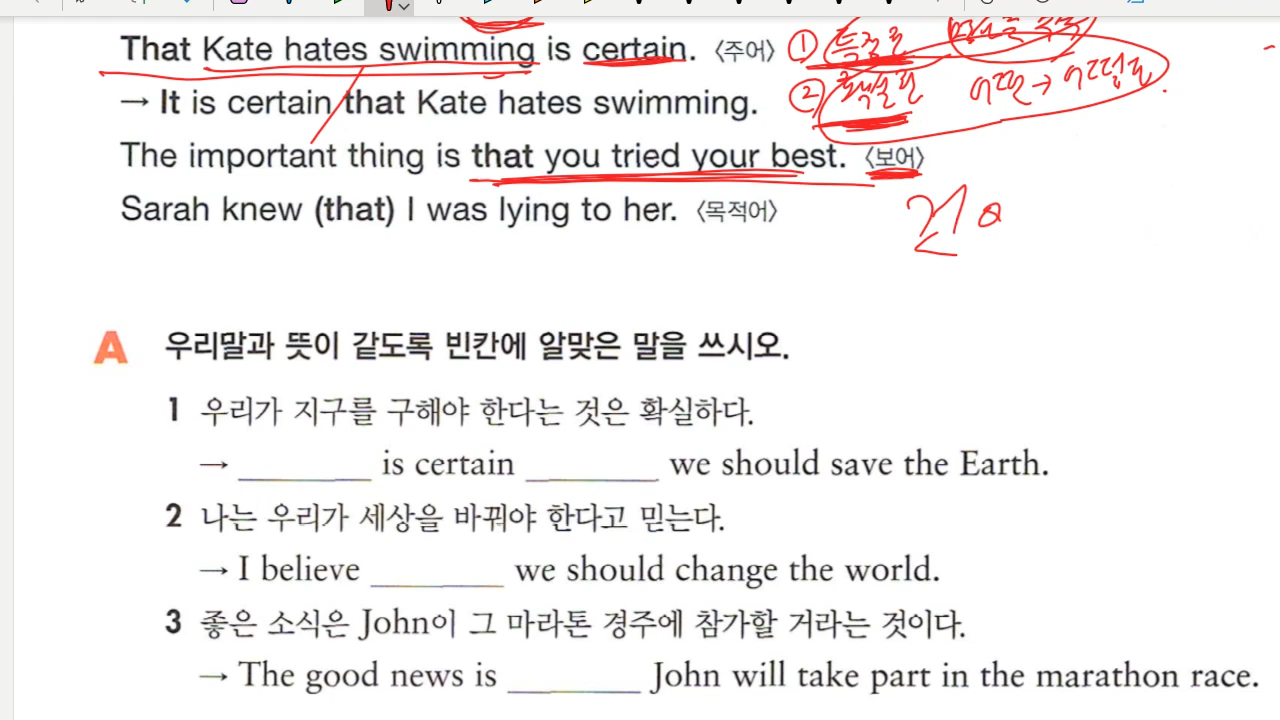 That Kate hates swimming is certain. 〈주어〉 ①
→ It is certain that Kate hates swimming. ②
The important thing is that you tried your best. 〈보어〉
Sarah knew (that) I was lying to her. 〈목적어〉
A 우리말과 뜻이 같도록 빈칸에 알맞은 말을 쓰시오.
1 우리가 지구를 구해야 한다는 것은 확실하다.
→ ________ is certain ________ we should save the Earth.
2 나는 우리가 세상을 바꿔야 한다고 믿는다.
→ I believe ________ we should change the world.
3 좋은 소식은 John이 그 마라톤 경주에 참가할 거라는 것이다.
→ The good news is ________ John will take part in the marathon race.